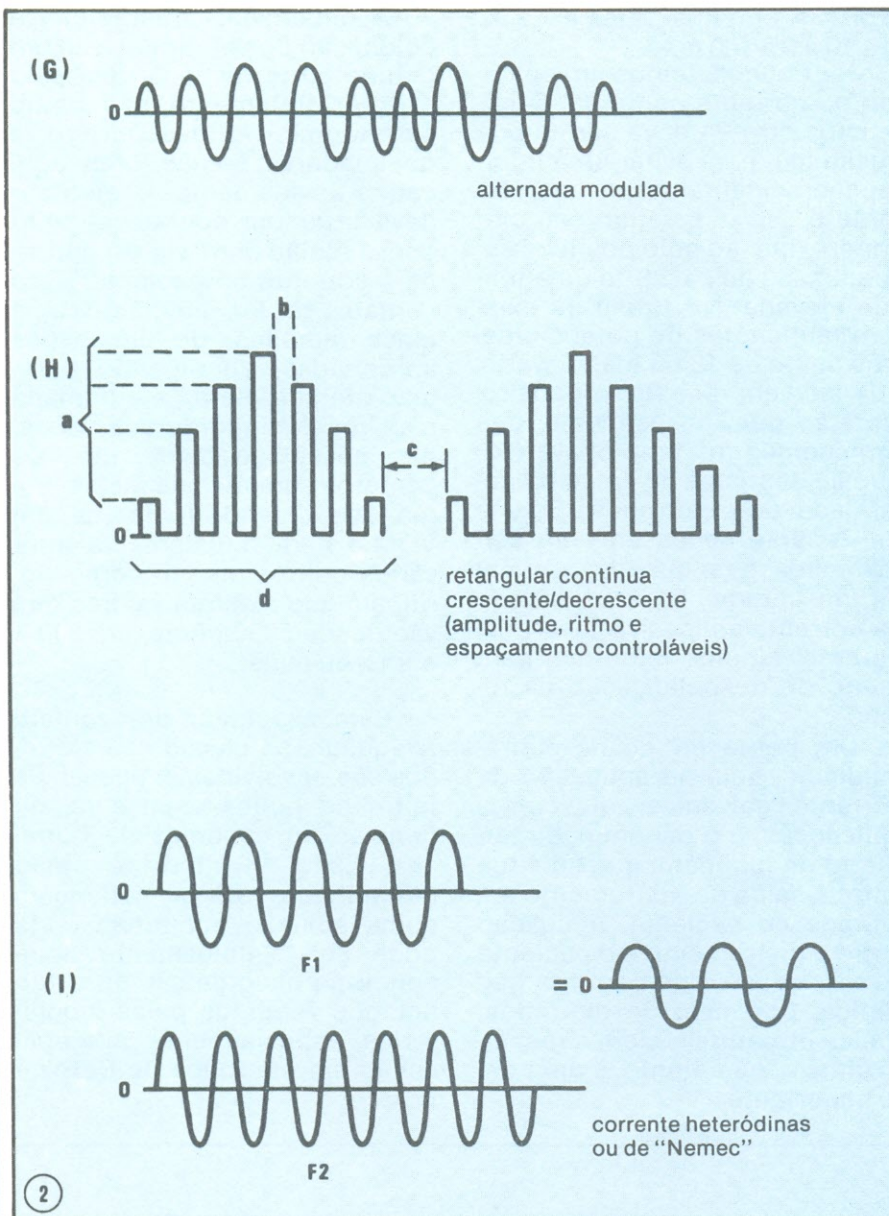 (G)
0
alternada modulada
b
(H)
a
c
0
d
retangular contínua
crescente/decrescente
(amplitude, ritmo e
espaçamento controláveis)
0
F1
(I)
= 0
0
F2
corrente heteródinas
ou de "Nemec"
2